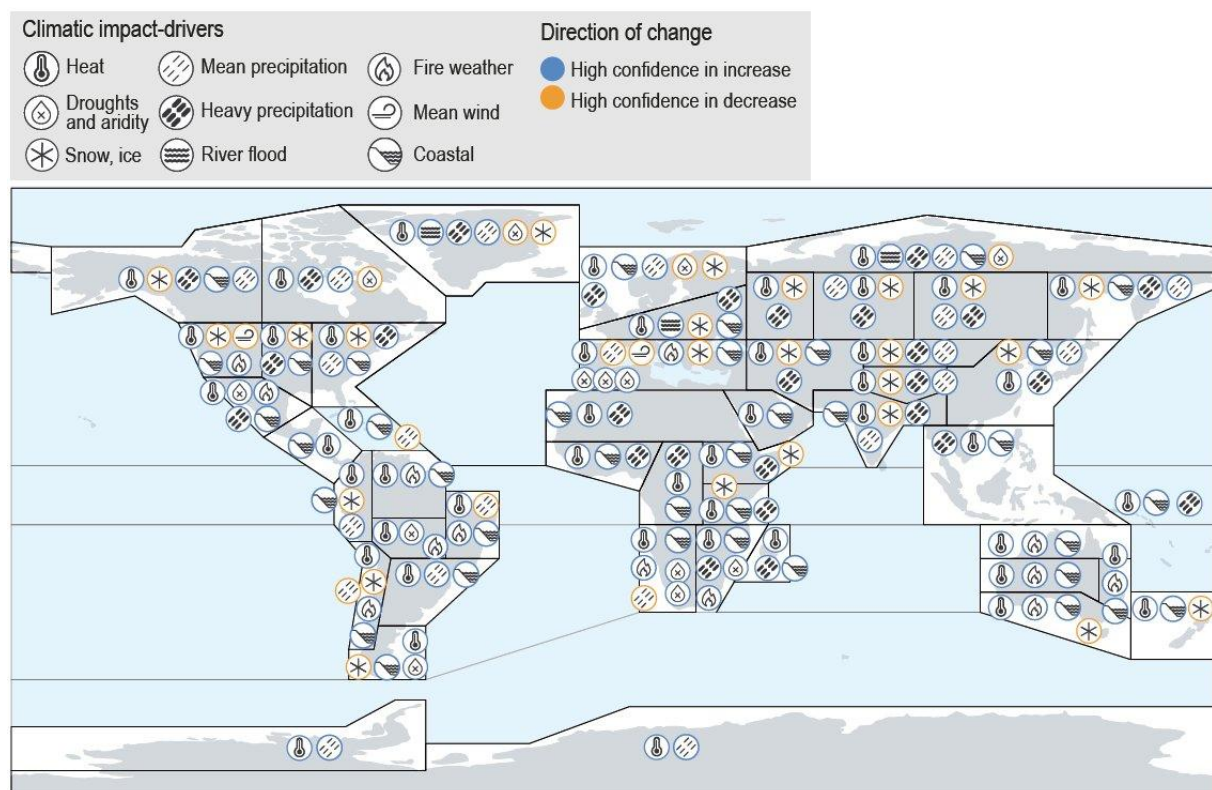 Climatic impact-drivers
Direction of change
Heat
Mean precipitation
Fire weather
High confidence in increase
Droughts
and aridity
Heavy precipitation
Mean wind
High confidence in decrease
Snow, ice
River flood
Coastal